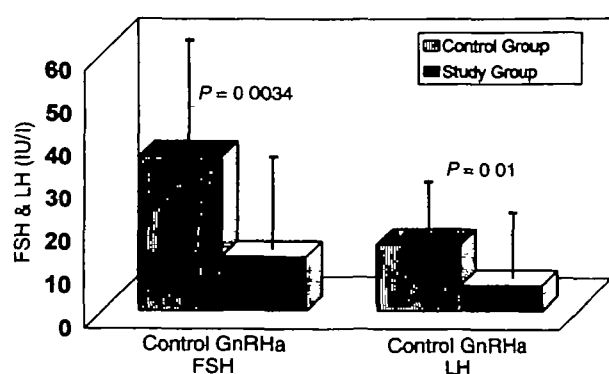 60
50
40
30
20
10
0
FSH & LH (IU/l)
Control Group
Study Group
P = 0 0034
P = 0 01
Control GnRHa
FSH
Control GnRHa
LH